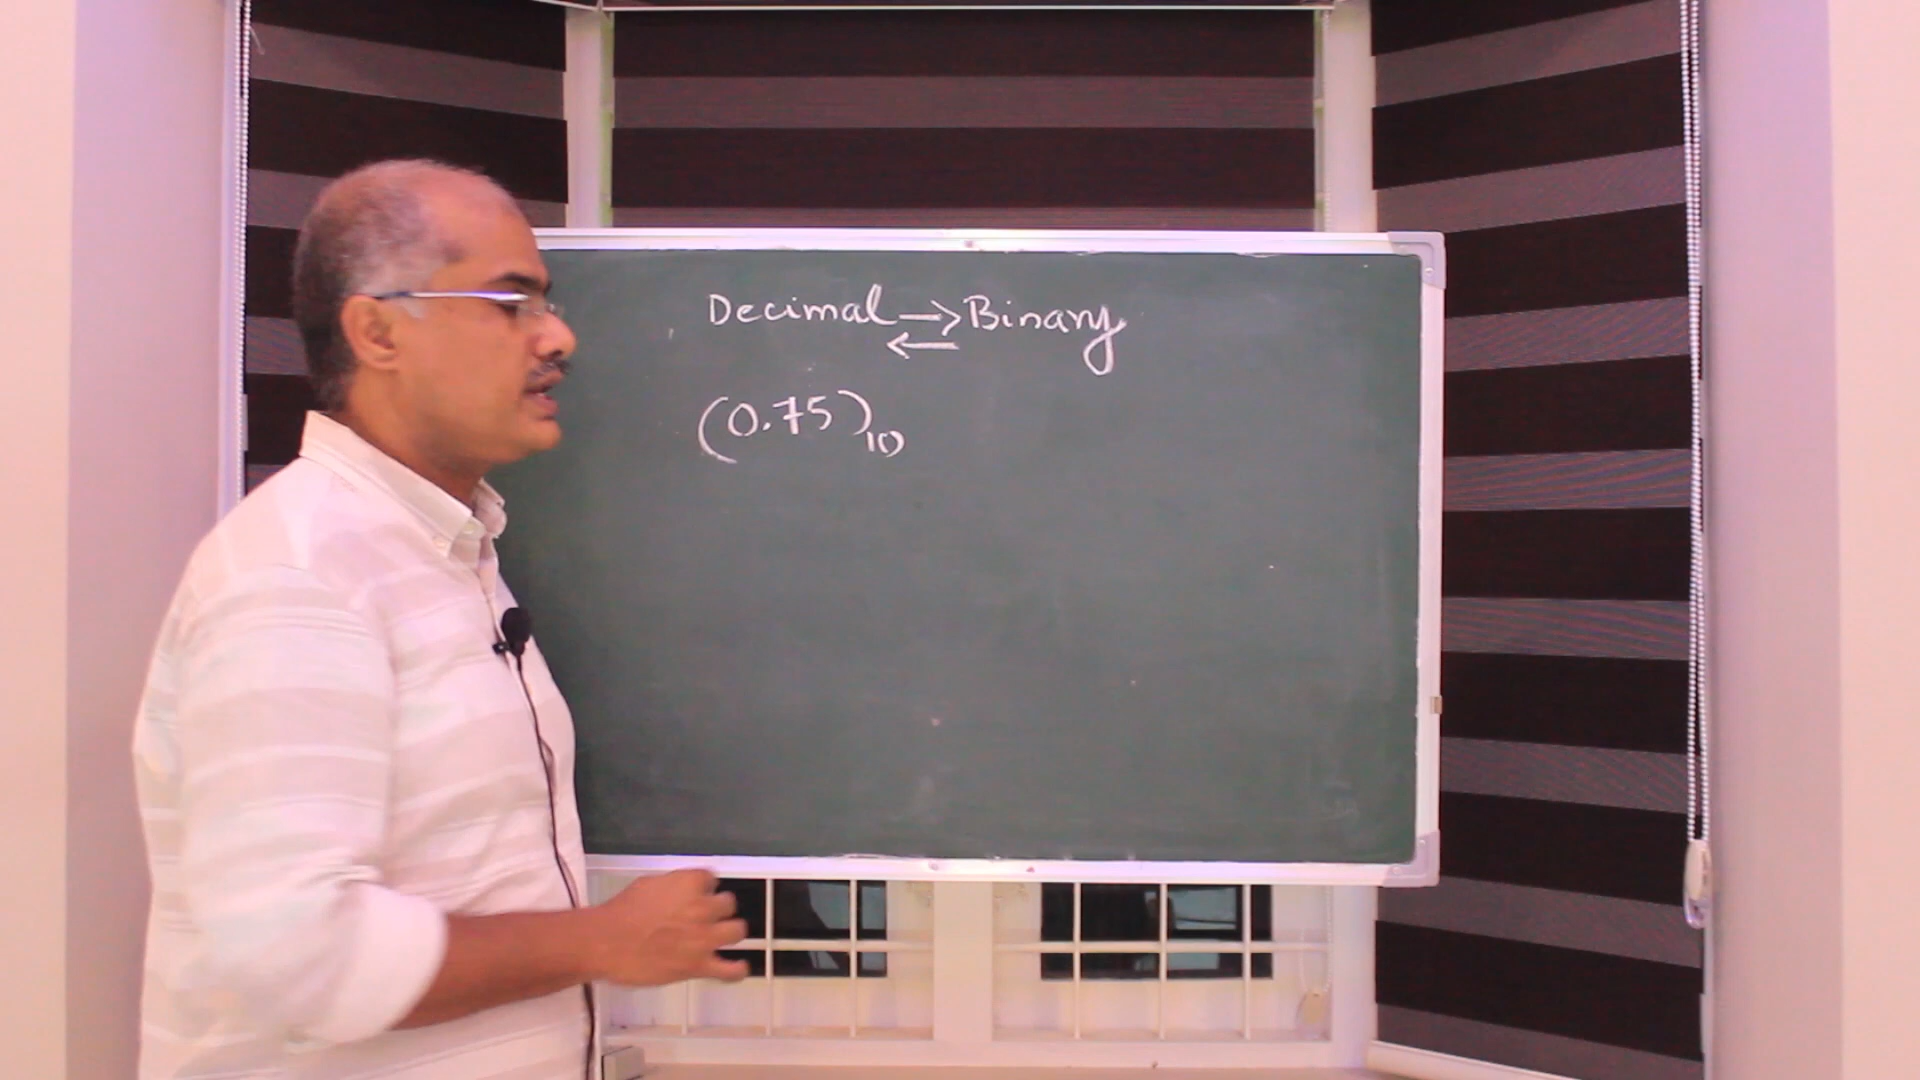 Decimal → Binary
←
(0.75)10